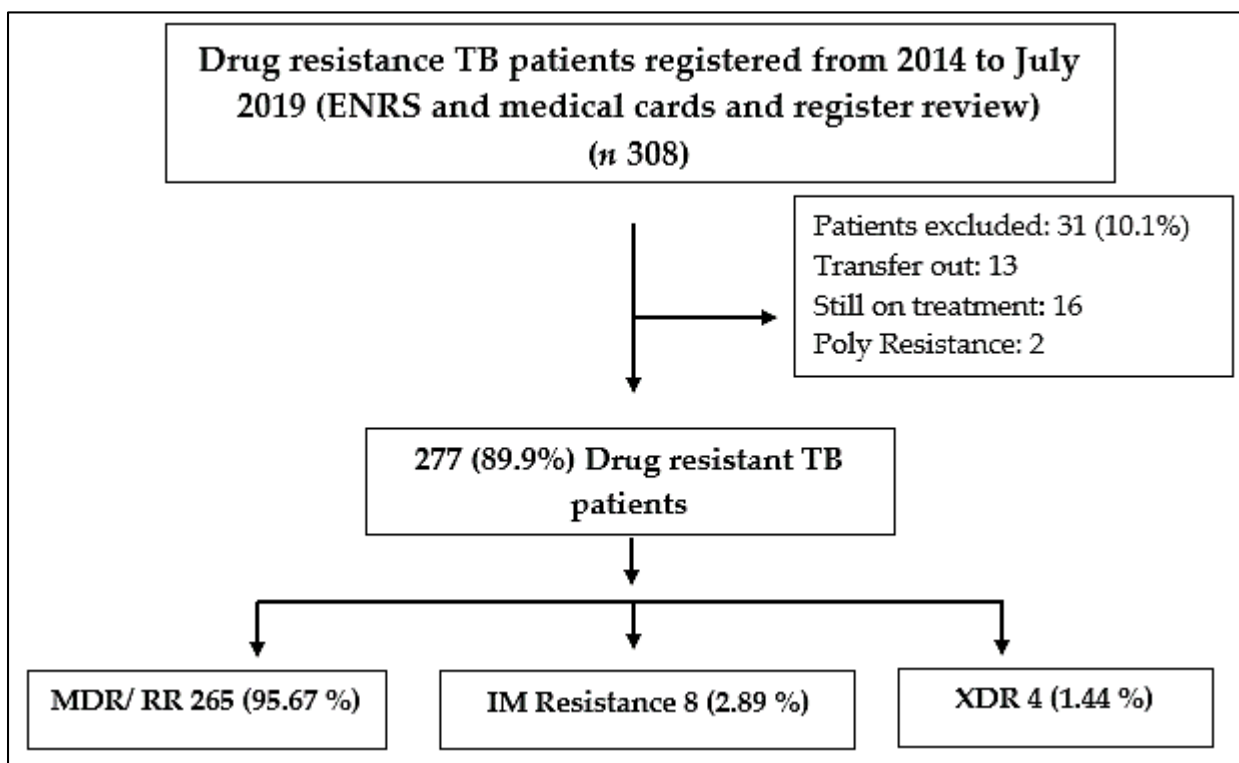 Drug resistance TB patients registered from 2014 to July
2019 (ENRS and medical cards and register review)
(n 308)
Patients excluded: 31 (10.1%)
Transfer out: 13
Still on treatment: 16
Poly Resistance: 2
277 (89.9%) Drug resistant TB
patients
MDR/ RR 265 (95.67 %)
IM Resistance 8 (2.89 %)
XDR 4 (1.44 %)